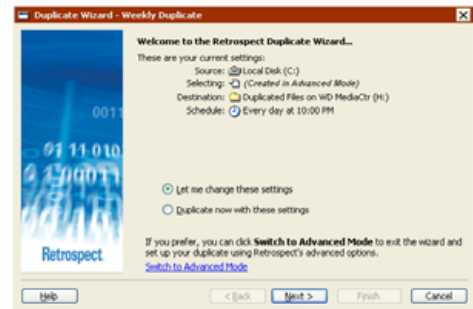 Duplicate Wizard - Weekly Duplicate
Welcome to the Retrospect Duplicate Wizard...
These are your current settings:
Source: Local Disk (C:)
Selecting: (Created in Advanced Mode)
Destination: Duplicated Files on WD MediaCtr (H:)
Schedule: Every day at 10:00 PM
Let me change these settings
Duplicate now with these settings
If you prefer, you can click Switch to Advanced Mode to exit the wizard and
set up your duplicate using Retrospect's advanced options.
Switch to Advanced Mode
0011
01 11 010
Retrospect
Help
< Back
Next >
Finish
Cancel